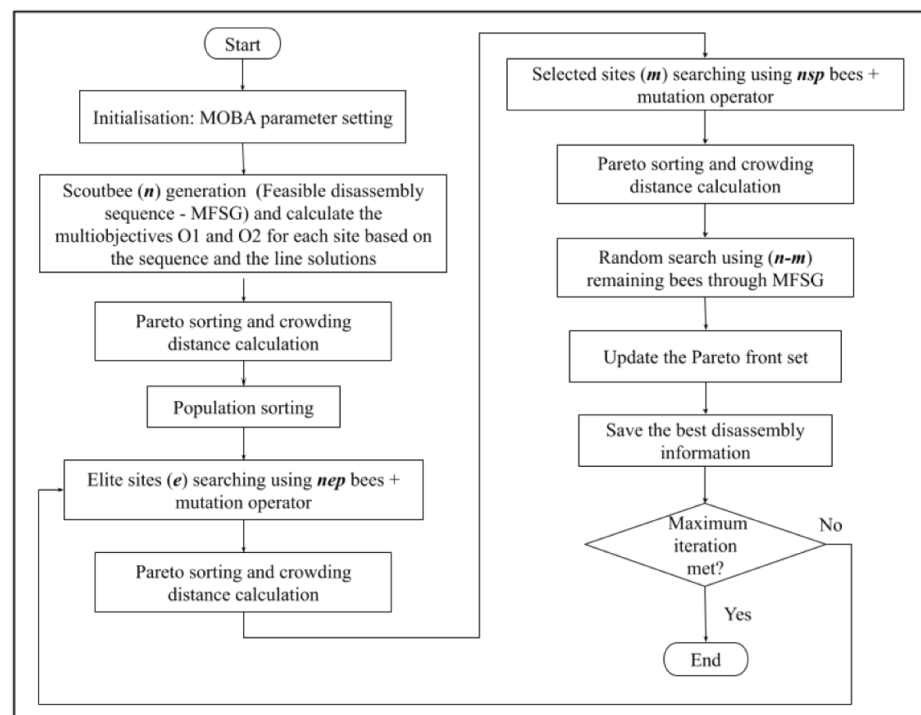 Start
Initialisation: MOBA parameter setting
Scoutbee (n) generation (Feasible disassembly
sequence - MFSG) and calculate the
multiobjectives O1 and O2 for each site based on
the sequence and the line solutions
Pareto sorting and crowding
distance calculation
Population sorting
Elite sites (e) searching using nep bees +
mutation operator
Pareto sorting and crowding
distance calculation
Selected sites (m) searching using nsp bees +
mutation operator
Pareto sorting and crowding
distance calculation
Random search using (n-m)
remaining bees through MFSG
Update the Pareto front set
Save the best disassembly
information
Maximum
iteration
met?
No
Yes
End